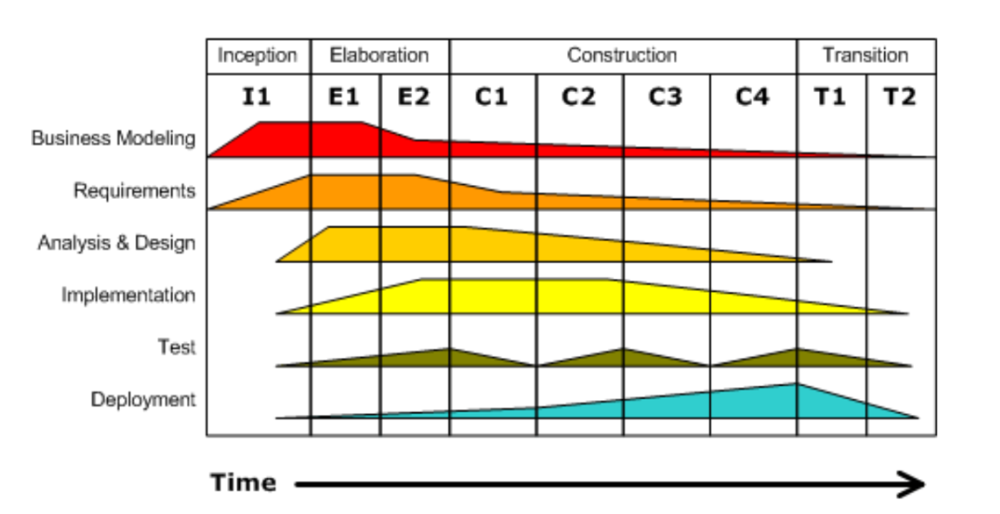 Inception Elaboration Construction Transition
I1 E1 E2 C1 C2 C3 C4 T1 T2
Business Modeling
Requirements
Analysis & Design
Implementation
Test
Deployment
Time